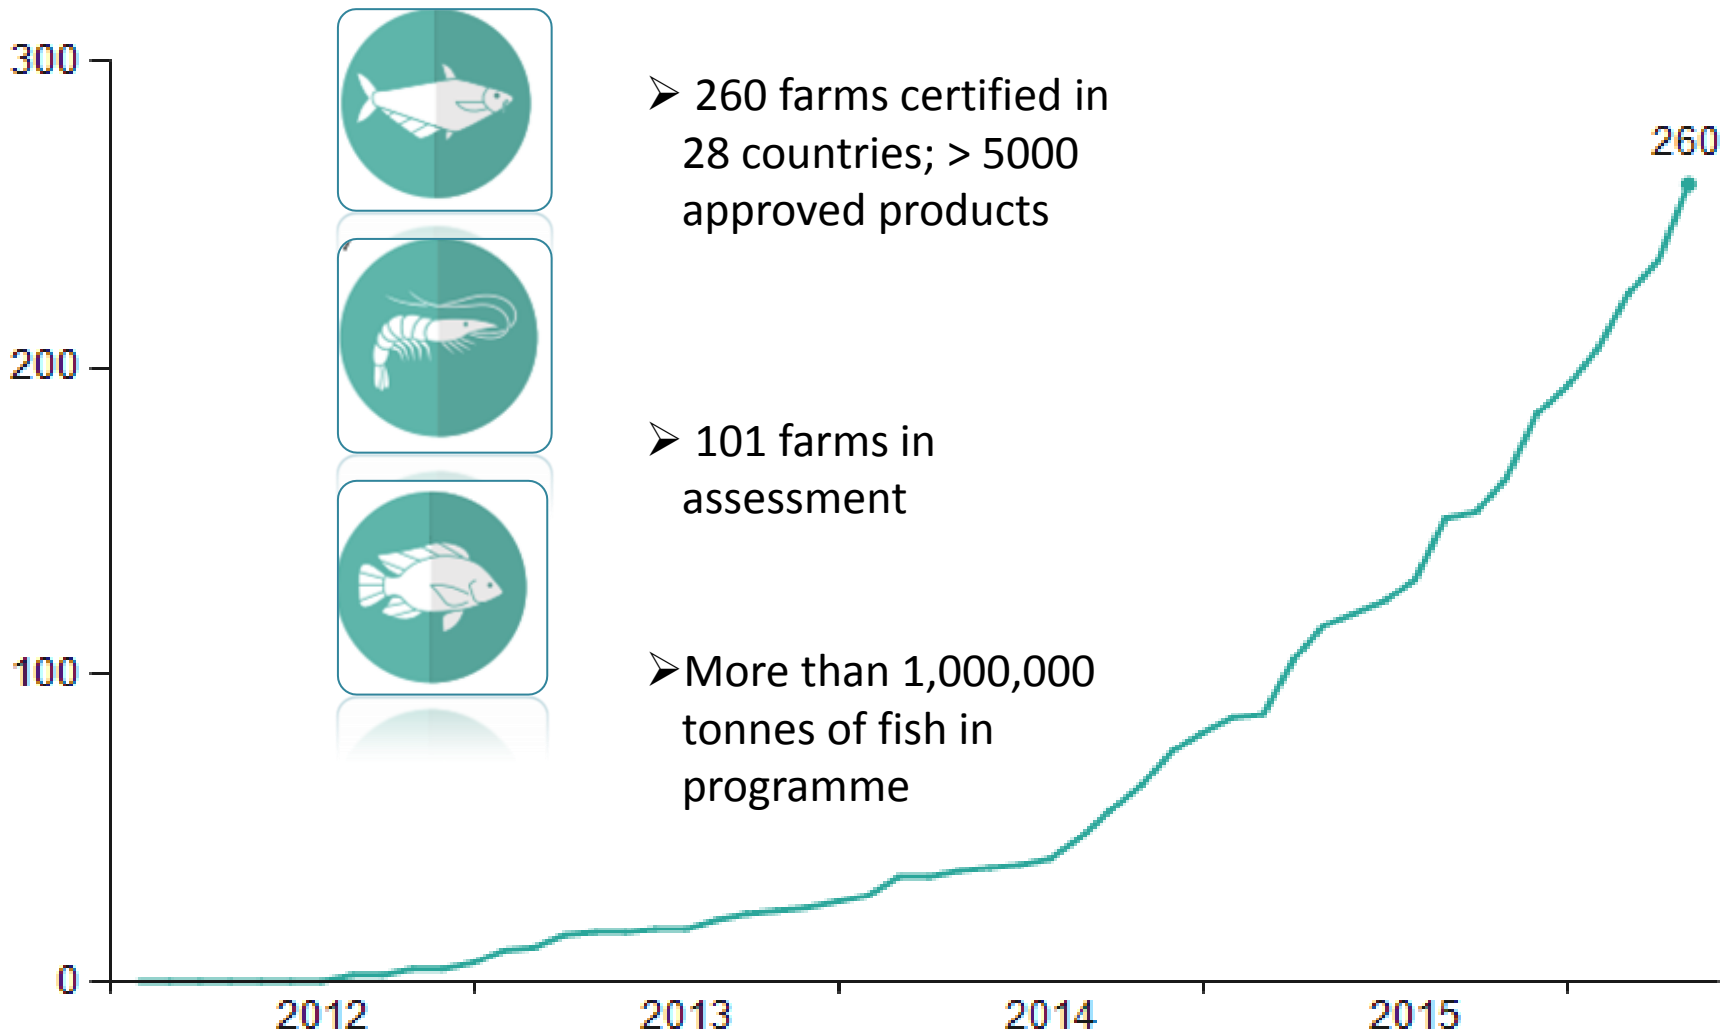 300
➢ 260 farms certified in
28 countries; > 5000
approved products
260
200
➢ 101 farms in
assessment
100
➢More than 1,000,000
tonnes of fish in
programme
0
2012 2013 2014 2015